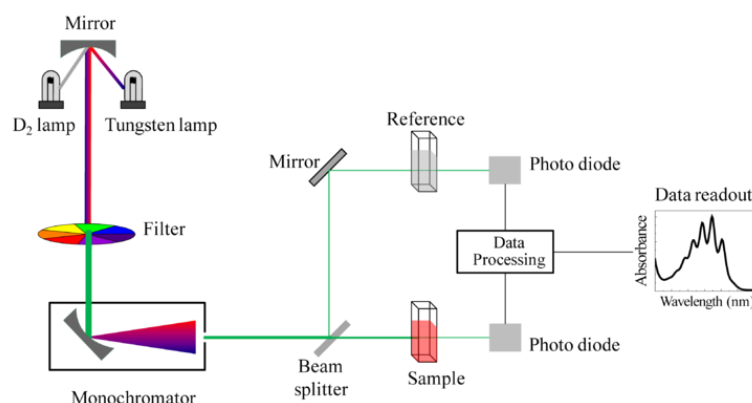 Mirror
D₂ lamp
Tungsten lamp
Filter
Monochromator
Mirror
Reference
Photo diode
Beam
splitter
Sample
Photo diode
Data
Processing
Data readout
Absorbance
Wavelength (nm)